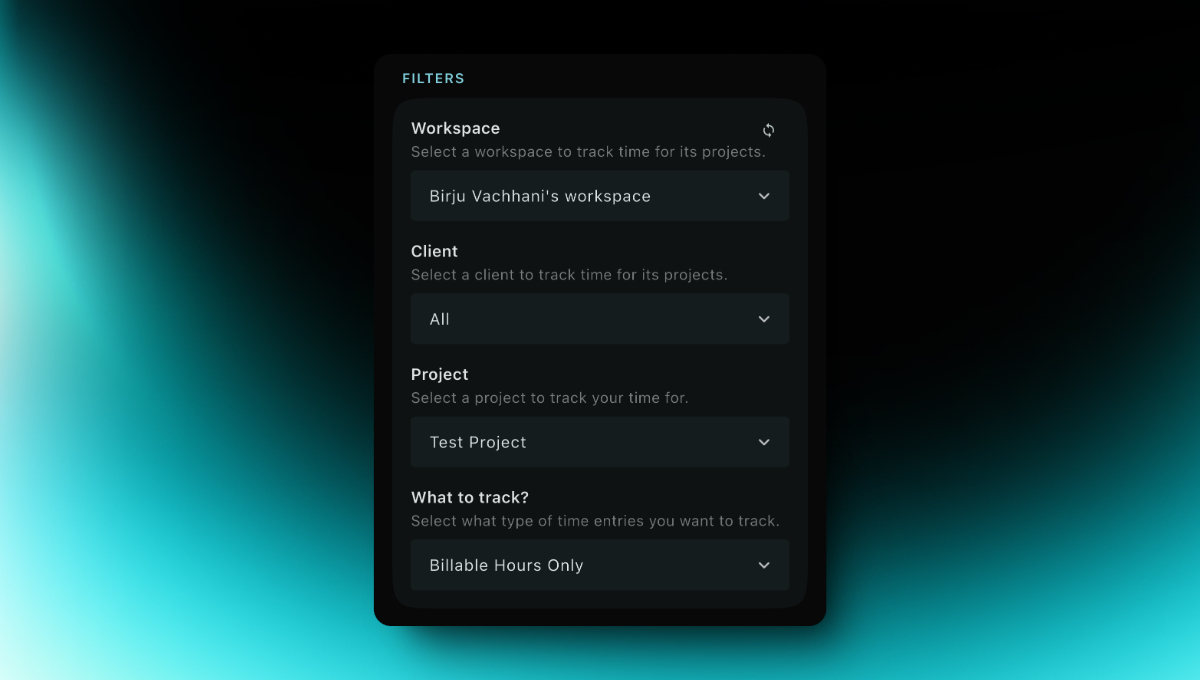 FILTERS
Workspace
Select a workspace to track time for its projects.
Birju Vachhani's workspace
Client
Select a client to track time for its projects.
All
Project
Select a project to track your time for.
Test Project
What to track?
Select what type of time entries you want to track.
Billable Hours Only